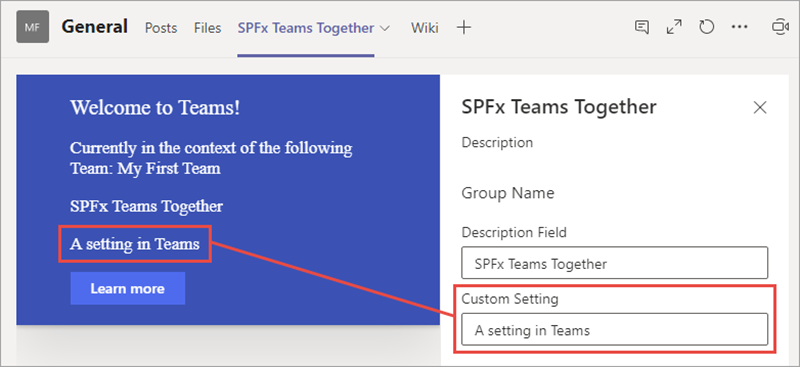 MF General Posts Files SPFx Teams Together Wiki
Welcome to Teams!
Currently in the context of the following
Team: My First Team
SPFx Teams Together
A setting in Teams
Learn more
SPFx Teams Together
Description
Group Name
Description Field
SPFx Teams Together
Custom Setting
A setting in Teams